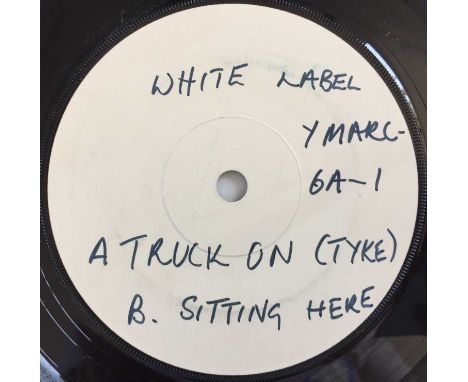 WHITE LABEL
YMARC-
6A-1
A TRUCK ON (TYKE)
B. SITTING HERE